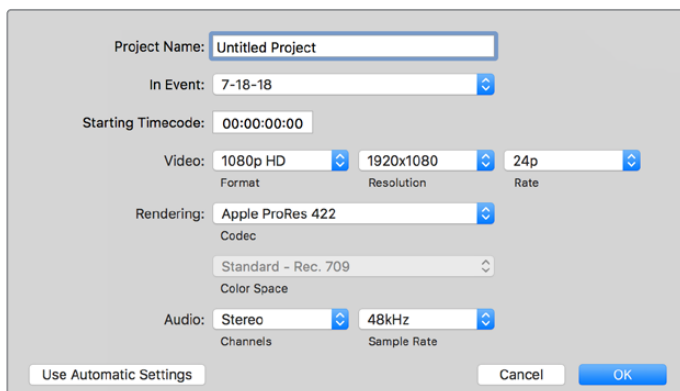 Project Name: Untitled Project
In Event: 7-18-18
Starting Timecode: 00:00:00:00
Video: 1080p HD 1920x1080 24p
Format Resolution Rate
Rendering: Apple ProRes 422
Codec
Standard - Rec. 709
Color Space
Audio: Stereo 48kHz
Channels Sample Rate
Use Automatic Settings Cancel OK